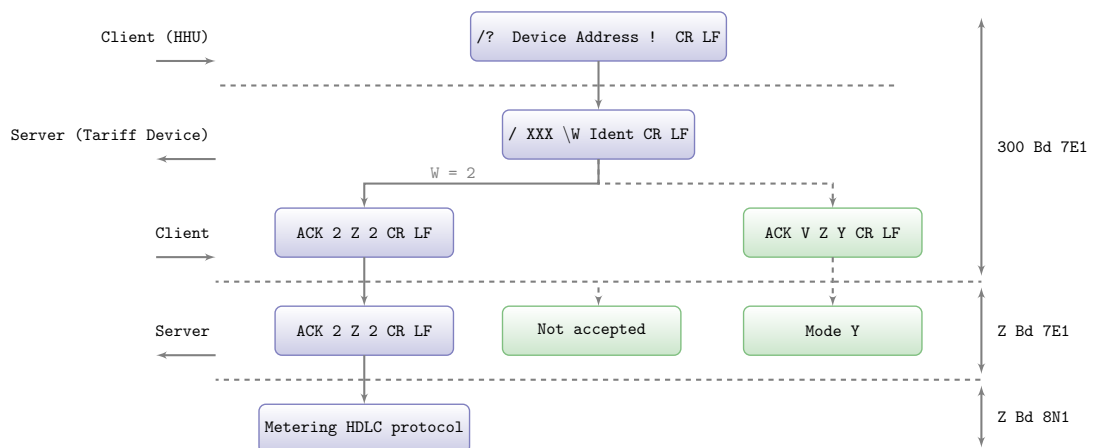 Client (HHU)
/? Device Address ! CR LF
Server (Tariff Device)
/ XXX \W Ident CR LF
300 Bd 7E1
W = 2
Client
ACK 2 Z 2 CR LF
ACK V Z Y CR LF
Server
ACK 2 Z 2 CR LF
Not accepted
Mode Y
Z Bd 7E1
Metering HDLC protocol
Z Bd 8N1